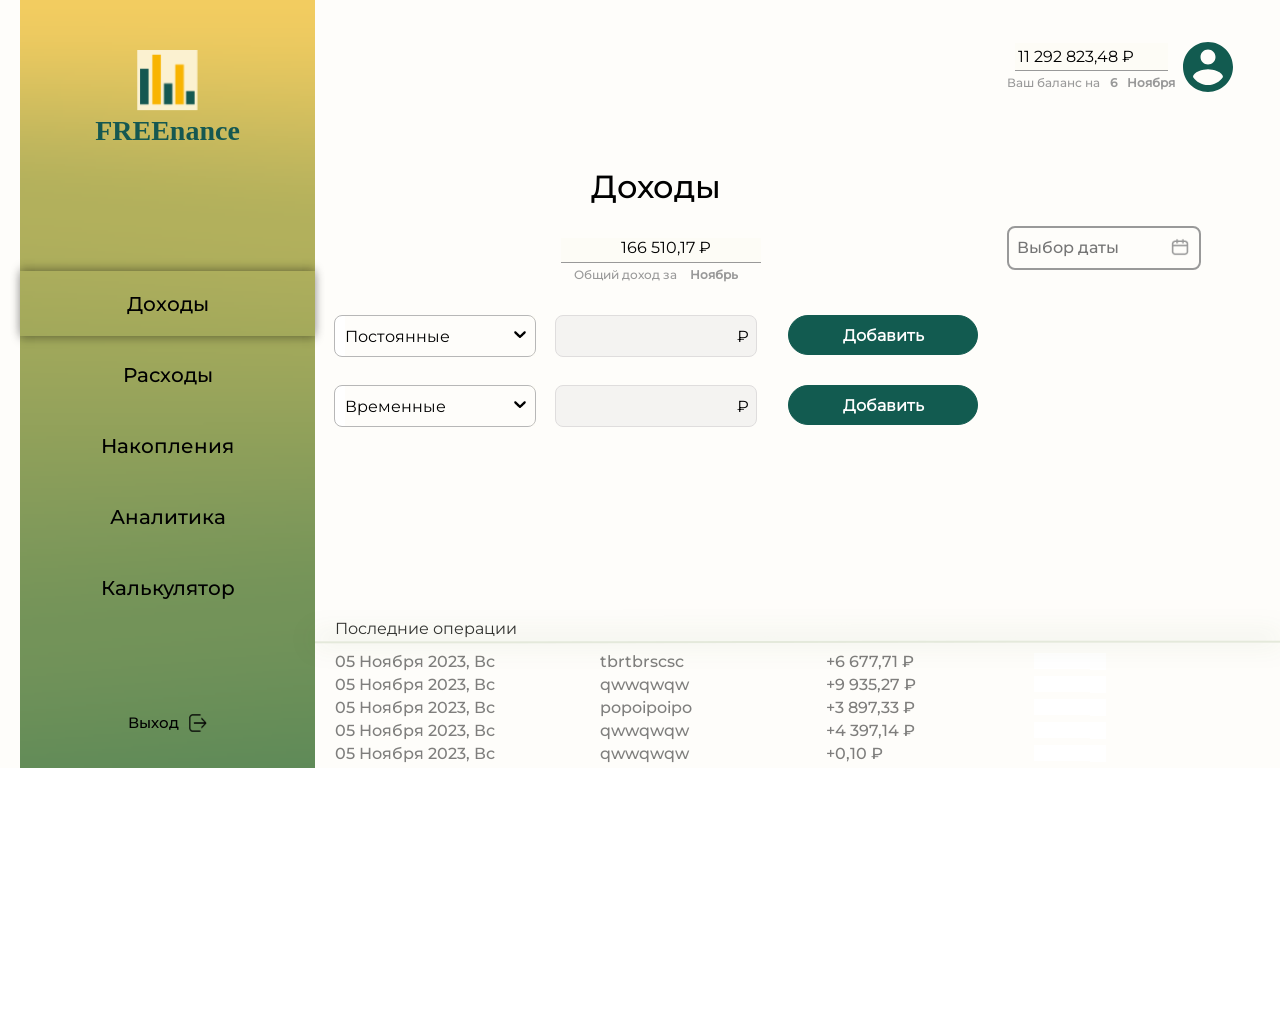 FREEnance
Доходы
Расходы
Накопления
Аналитика
Калькулятор
Выход
11 292 823,48 ₽
Ваш баланс на 6 Ноября
Доходы
166 510,17 ₽
Общий доход за Ноябрь
Выбор даты
Постоянные ₽ Добавить
Временные ₽ Добавить
Последние операции
05 Ноября 2023, Вс tbrtbrscsc +6 677,71 ₽
05 Ноября 2023, Вс qwwqwqw +9 935,27 ₽
05 Ноября 2023, Вс popoipoipo +3 897,33 ₽
05 Ноября 2023, Вс qwwqwqw +4 397,14 ₽
05 Ноября 2023, Вс qwwqwqw +0,10 ₽